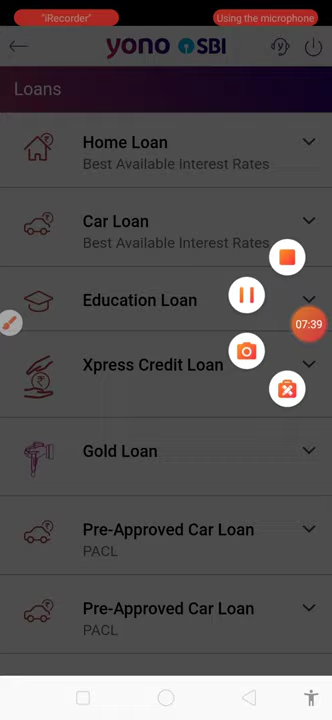 "iRecorder"
Using the microphone
yono SBI
Loans
Home Loan
Best Available Interest Rates
Car Loan
Best Available Interest Rates
Education Loan
07:39
Xpress Credit Loan
Gold Loan
Pre-Approved Car Loan
PACL
Pre-Approved Car Loan
PACL